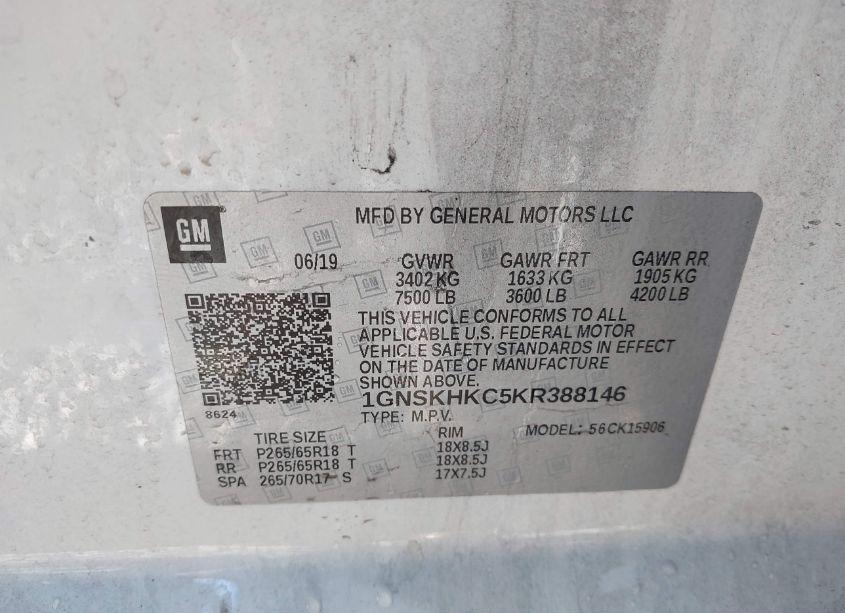 GM
MFD BY GENERAL MOTORS LLC
06/19 GVWR GAWR FRT GAWR RR
3402 KG 1633 KG 1905 KG
7500 LB 3600 LB 4200 LB
THIS VEHICLE CONFORMS TO ALL
APPLICABLE U.S. FEDERAL MOTOR
VEHICLE SAFETY STANDARDS IN EFFECT
ON THE DATE OF MANUFACTURE
SHOWN ABOVE.
1GNSKHKC5KR388146
8624
TYPE: M.P.V.
MODEL: 56CK15906
TIRE SIZE RIM
FRT P265/65R18 T 18X8.5J
RR P265/65R18 T 18X8.5J
SPA 265/70R17 S 17X7.5J